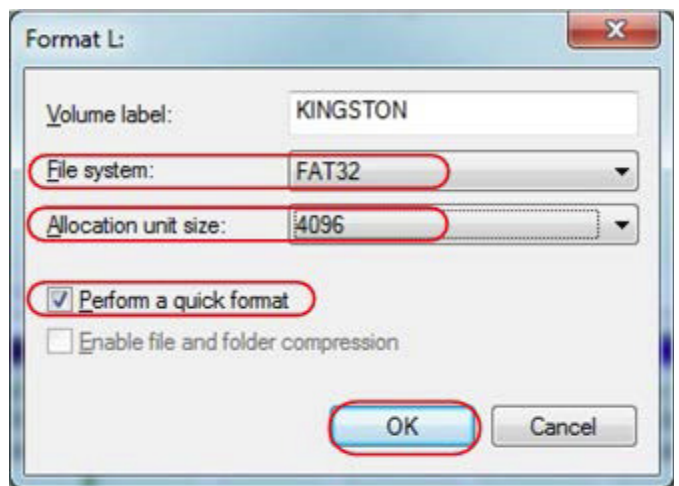 Format L:
Volume label: KINGSTON
File system: FAT32
Allocation unit size: 4096
Perform a quick format
Enable file and folder compression
OK Cancel